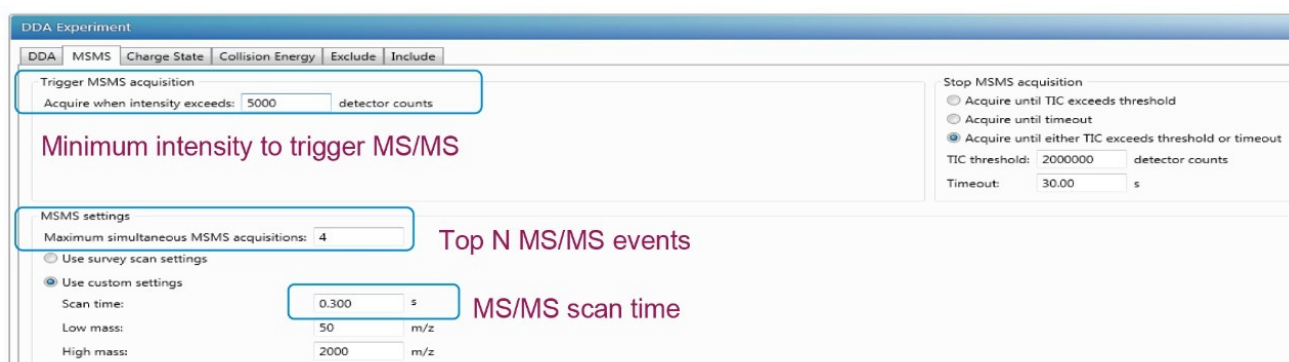 DDA Experiment
DDA MSMS Charge State Collision Energy Exclude Include
Trigger MSMS acquisition
Acquire when intensity exceeds: 5000 detector counts
Minimum intensity to trigger MS/MS
Stop MSMS acquisition
Acquire until TIC exceeds threshold
Acquire until timeout
Acquire until either TIC exceeds threshold or timeout
TIC threshold: 2000000 detector counts
Timeout: 30.00 s
MSMS settings
Maximum simultaneous MSMS acquisitions: 4
Top N MS/MS events
Use survey scan settings
Use custom settings
Scan time: 0.300 s
MS/MS scan time
Low mass: 50 m/z
High mass: 2000 m/z